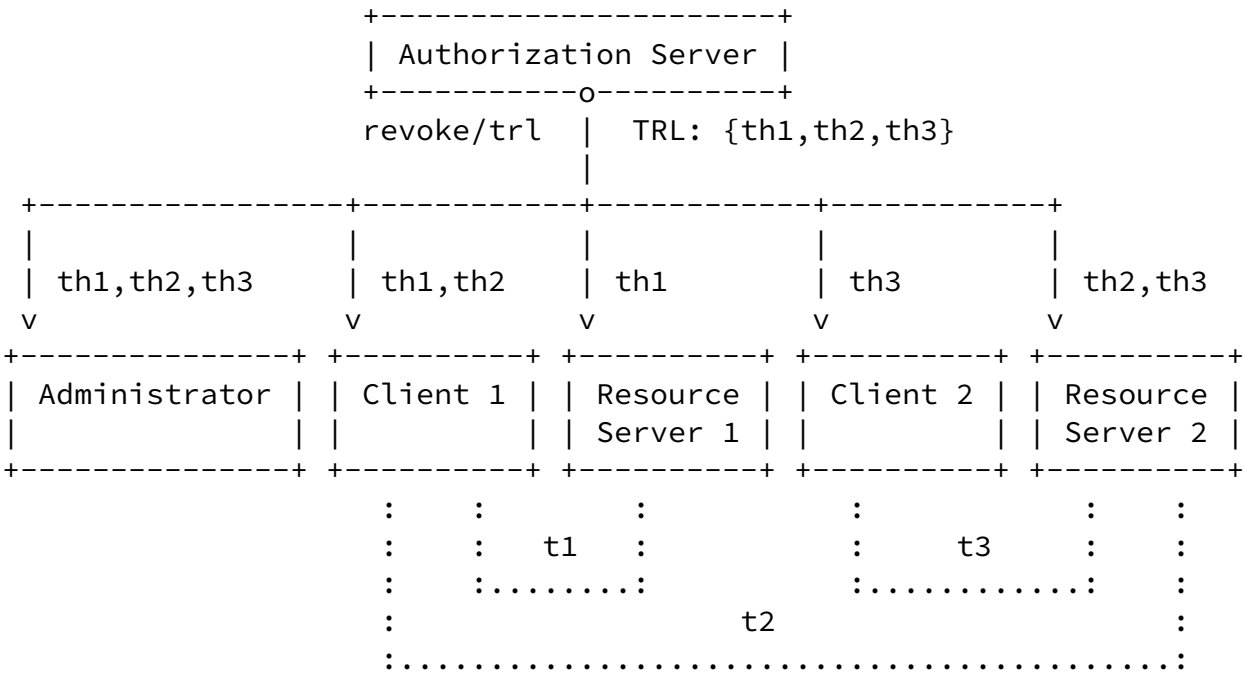 Authorization Server
revoke/trl TRL: {th1,th2,th3}
th1,th2,th3 th1,th2 th1 th3 th2,th3
Administrator Client 1 Resource Client 2 Resource
Server 1 Server 2
t1 t3
t2